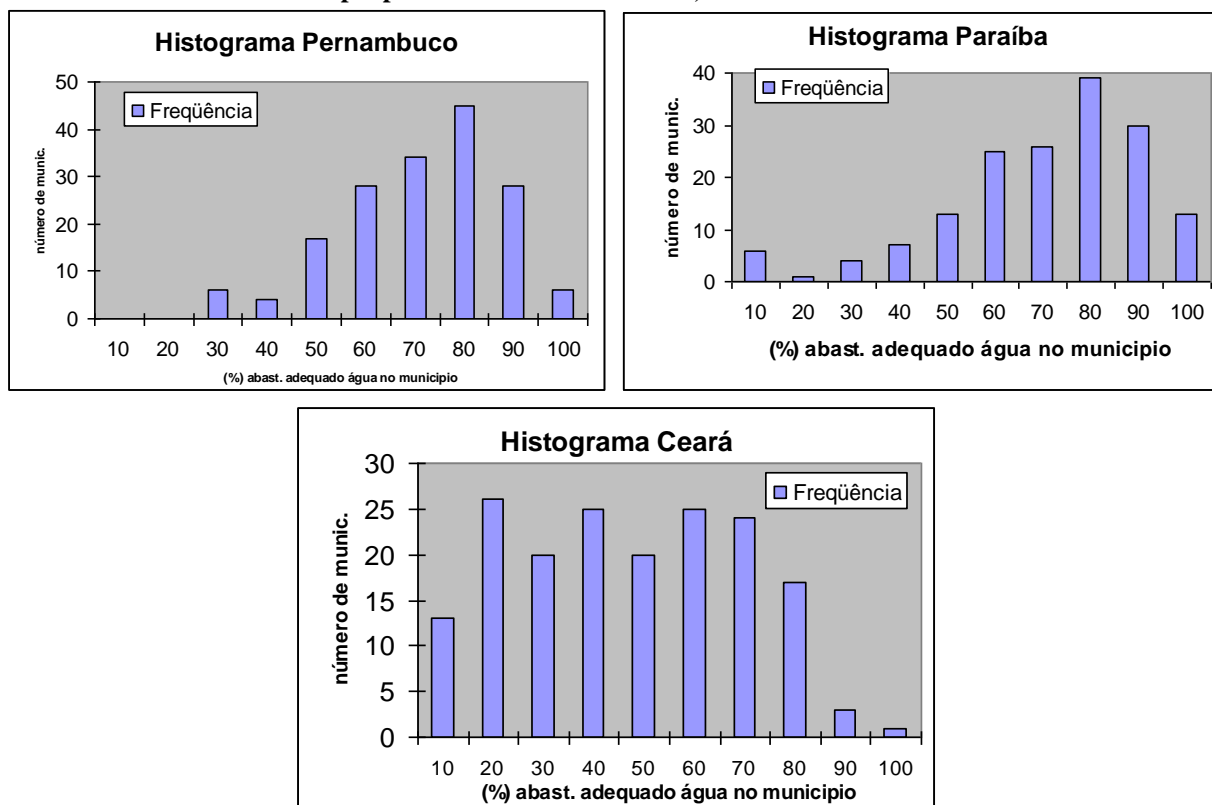 Histograma Pernambuco
Freqüência
número de munic.
50
40
30
20
10
0
10 20 30 40 50 60 70 80 90 100
(%) abast. adequado água no municipio
Histograma Paraíba
Freqüência
número de munic.
40
30
20
10
0
10 20 30 40 50 60 70 80 90 100
(%) abast. adequado água no municipio
Histograma Ceará
Freqüência
número de munic.
30
25
20
15
10
5
0
10 20 30 40 50 60 70 80 90 100
(%) abast. adequado água no municipio